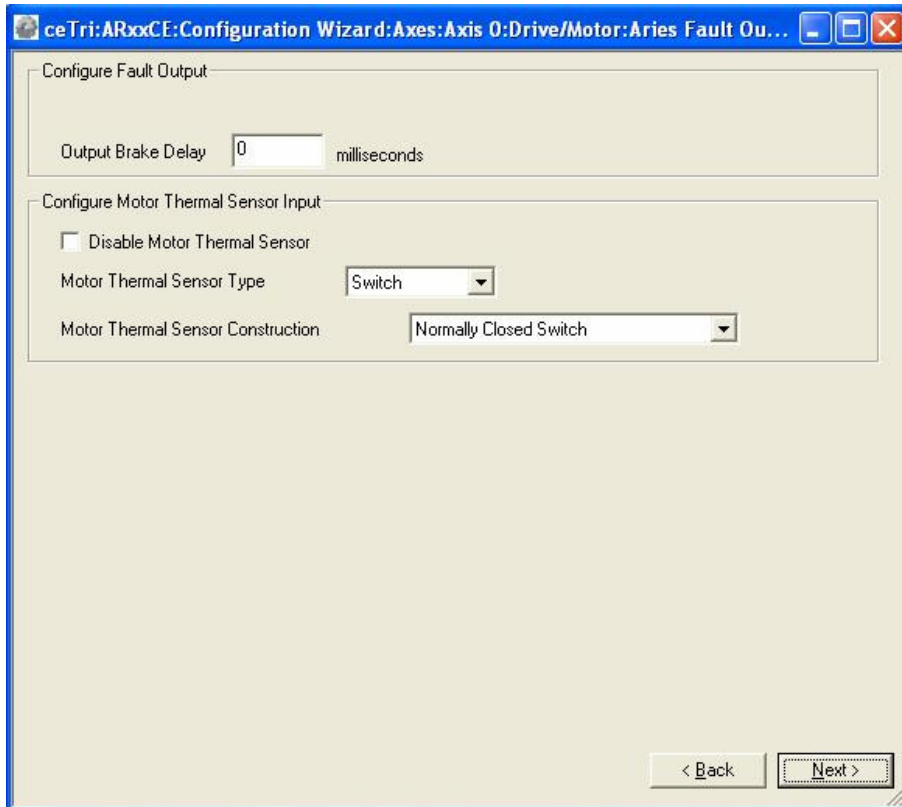 ceTri:ARxxCE:Configuration Wizard:Axes:Axis 0:Drive/Motor:Aries Fault Ou...
Configure Fault Output
Output Brake Delay 0 milliseconds
Configure Motor Thermal Sensor Input
Disable Motor Thermal Sensor
Motor Thermal Sensor Type Switch
Motor Thermal Sensor Construction Normally Closed Switch
< Back Next >